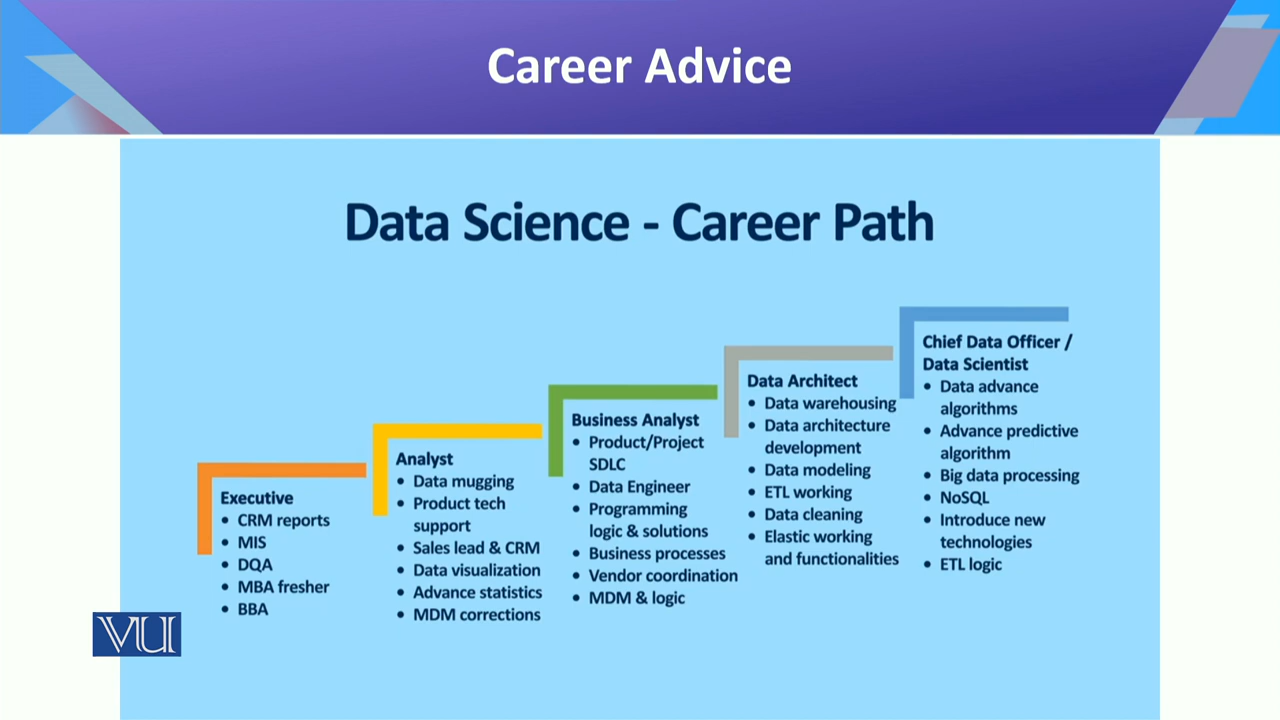 Career Advice
Data Science - Career Path
Executive
• CRM reports
• MIS
• DQA
• MBA fresher
• BBA
Analyst
• Data mugging
• Product tech
support
• Sales lead & CRM
• Data visualization
• Advance statistics
• MDM corrections
Business Analyst
• Product/Project
SDLC
• Data Engineer
• Programming
logic & solutions
• Business processes
• Vendor coordination
• MDM & logic
Data Architect
• Data warehousing
• Data architecture
development
• Data modeling
• ETL working
• Data cleaning
• Elastic working
and functionalities
Chief Data Officer /
Data Scientist
• Data advance
algorithms
• Advance predictive
algorithm
• Big data processing
• NoSQL
• Introduce new
technologies
• ETL logic
VU